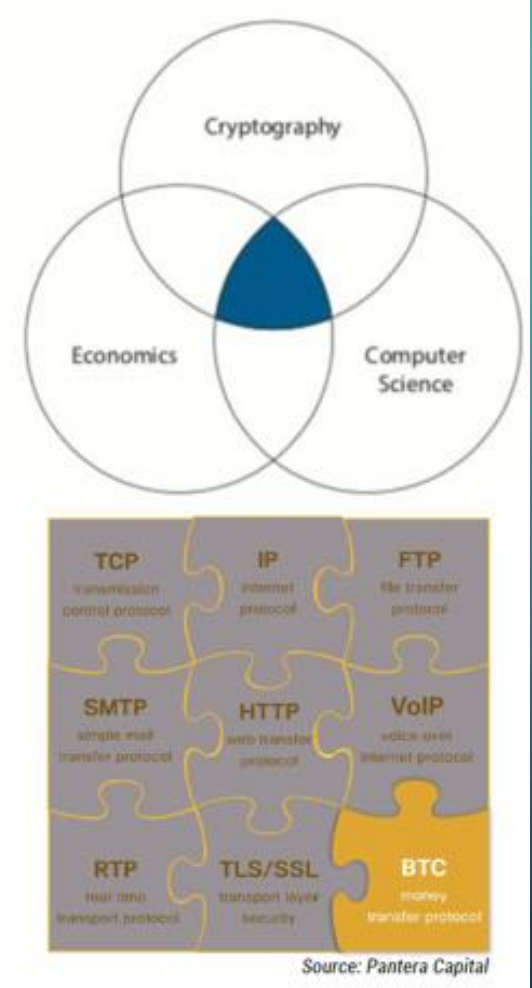 Cryptography
Economics
Computer
Science
TCP
transmission
control protocol
IP
internet
protocol
FTP
file transfer
protocol
SMTP
simple mail
transfer protocol
HTTP
web transfer
protocol
VoIP
voice over
internet protocol
RTP
real time
transport protocol
TLS/SSL
transport layer
security
BTC
money
transfer protocol
Source: Pantera Capital